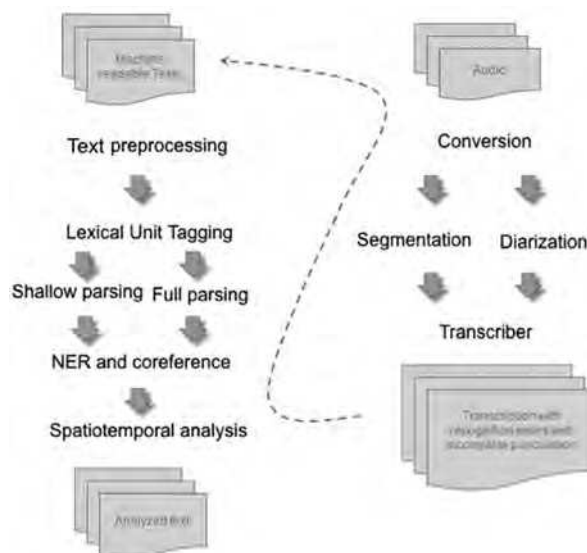 Machine
readable Texts
Text preprocessing
Lexical Unit Tagging
Shallow parsing
Full parsing
NER and coreference
Spatiotemporal analysis
Analyzed text
Audio
Conversion
Segmentation
Diarization
Transcriber
Transcription with
recognition errors and
incomplete punctuation